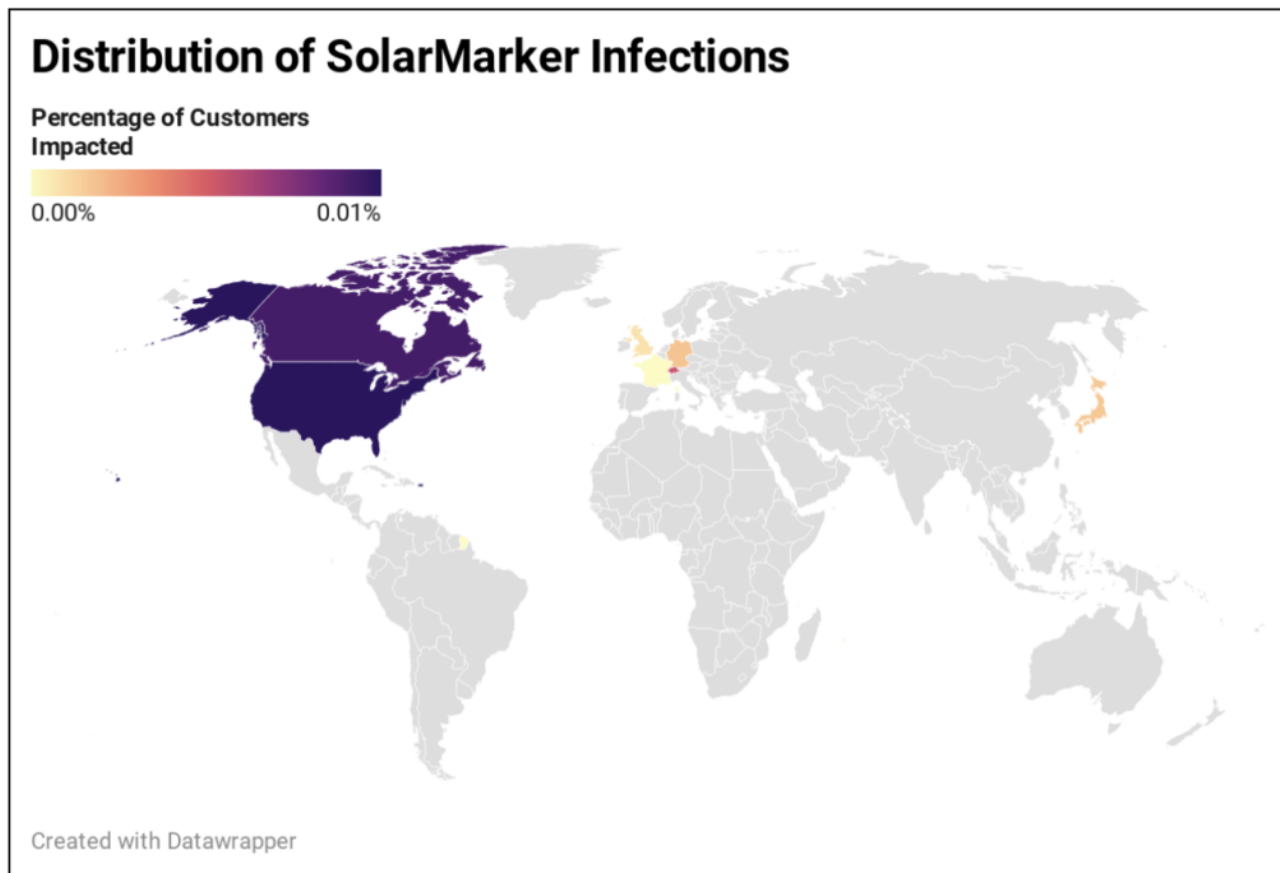 Distribution of SolarMarker Infections
Percentage of Customers
Impacted
0.00% 0.01%
Created with Datawrapper